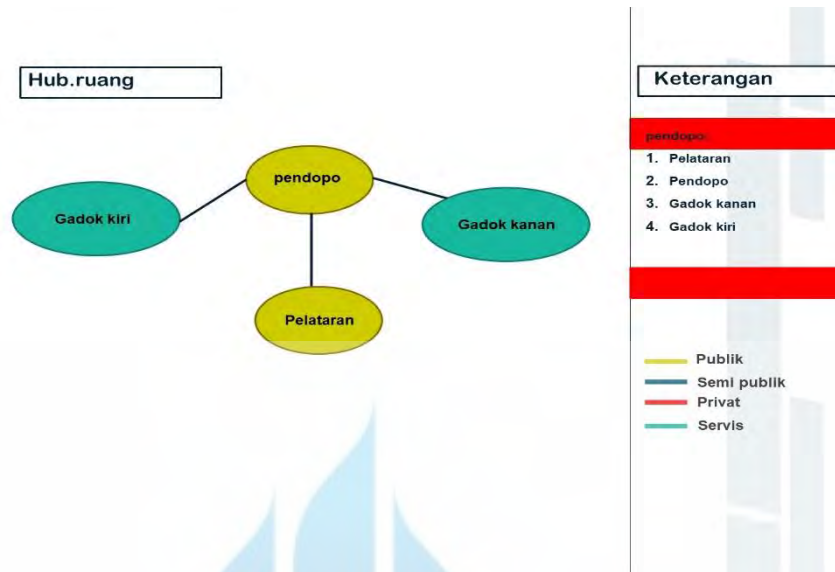 Hub.ruang
pendopo
Gadok kiri
Gadok kanan
Pelataran
Keterangan
pendopo:
1. Pelataran
2. Pendopo
3. Gadok kanan
4. Gadok kiri
Publik
Semi publik
Privat
Servis